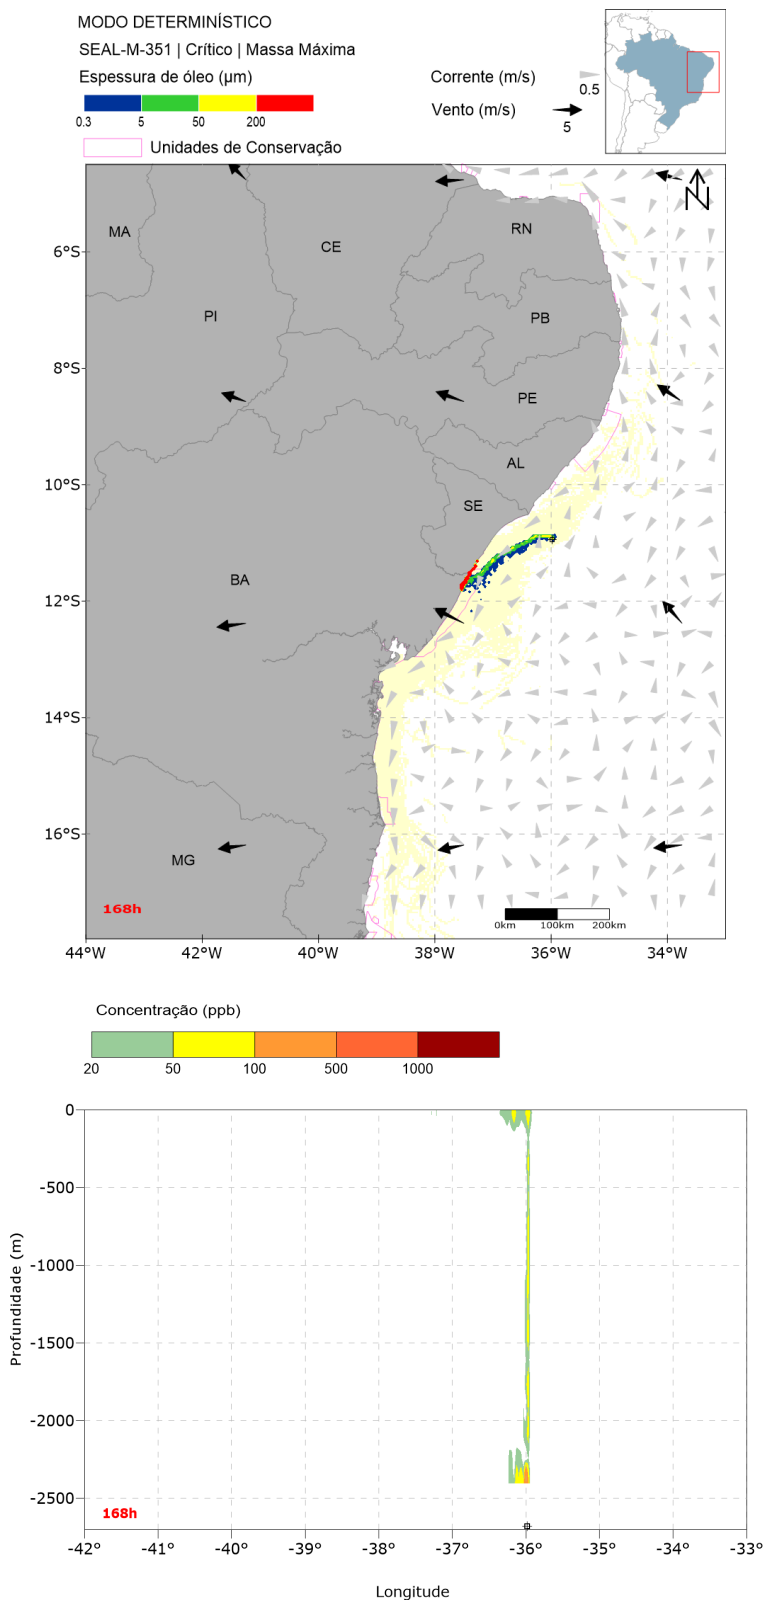 MODO DETERMINÍSTICO
SEAL-M-351 | Crítico | Massa Máxima
Espessura de óleo (µm)
0.3 5 50 200
Corrente (m/s)
0.5
Vento (m/s)
5
Unidades de Conservação
N
MA
CE
RN
PI
PB
PE
AL
SE
BA
MG
6°S
8°S
10°S
12°S
14°S
16°S
168h
0km 100km 200km
44°W 42°W 40°W 38°W 36°W 34°W
Concentração (ppb)
20 50 100 500 1000
0
-500
-1000
-1500
-2000
-2500
Profundidade (m)
168h
-42° -41° -40° -39° -38° -37° -36° -35° -34° -33°
Longitude